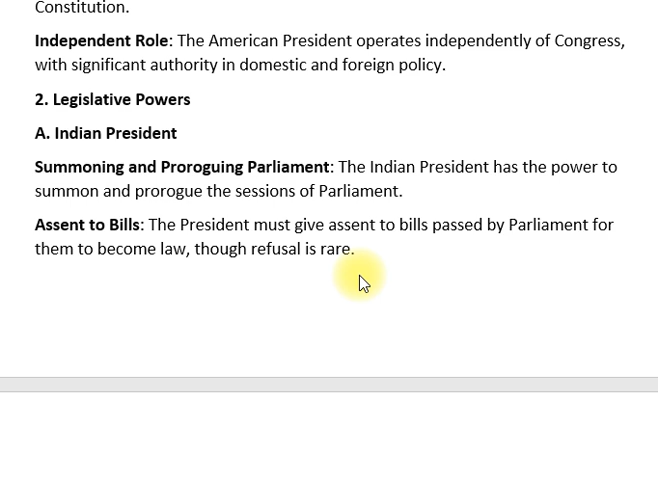 Constitution.
Independent Role: The American President operates independently of Congress,
with significant authority in domestic and foreign policy.
2. Legislative Powers
A. Indian President
Summoning and Proroguing Parliament: The Indian President has the power to
summon and prorogue the sessions of Parliament.
Assent to Bills: The President must give assent to bills passed by Parliament for
them to become law, though refusal is rare.